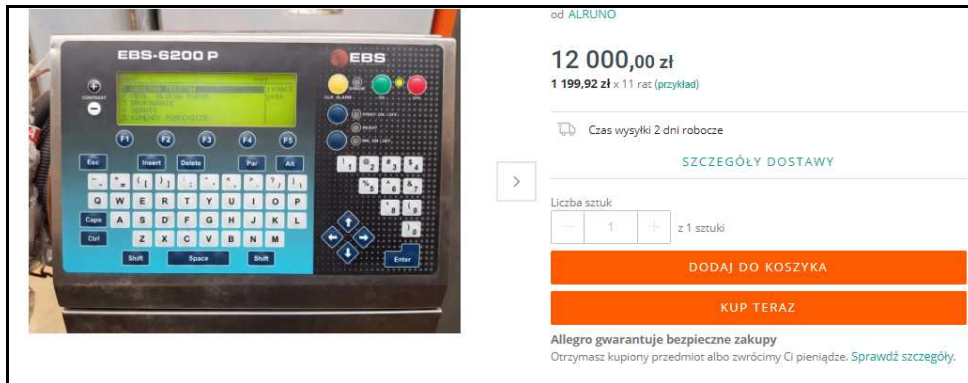 od ALRUNO
12 000,00 zł
1 199,92 zł x 11 rat (przykład)
Czas wysyłki 2 dni robocze
SZCZEGÓŁY DOSTAWY
Liczba sztuk
— 1 + z 1 sztuki
DODAJ DO KOSZYKA
KUP TERAZ
Allegro gwarantuje bezpieczne zakupy
Otrzymasz kupiony przedmiot albo zwrócimy Ci pieniądze. Sprawdź szczegóły.
EBS-6200 P
EBS
CONTRAST
F1 F2 F3 F4 F5
Esc Insert Delete Par Alt
Q W E R T Y U I O P
Caps A S D F G H J K L
Ctrl Z X C V B N M
Shift Space Shift
Enter